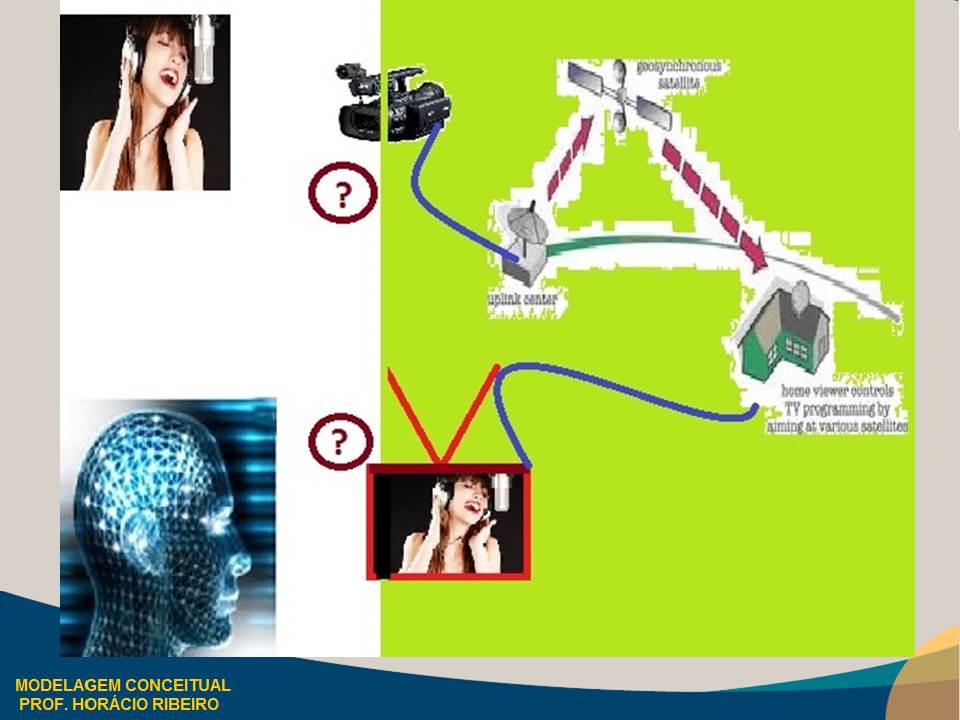 geosynchronous
satellite
?
uplink center
home viewer controls
TV programming by
aiming at various satellites
?
MODELAGEM CONCEITUAL
PROF. HORÁCIO RIBEIRO